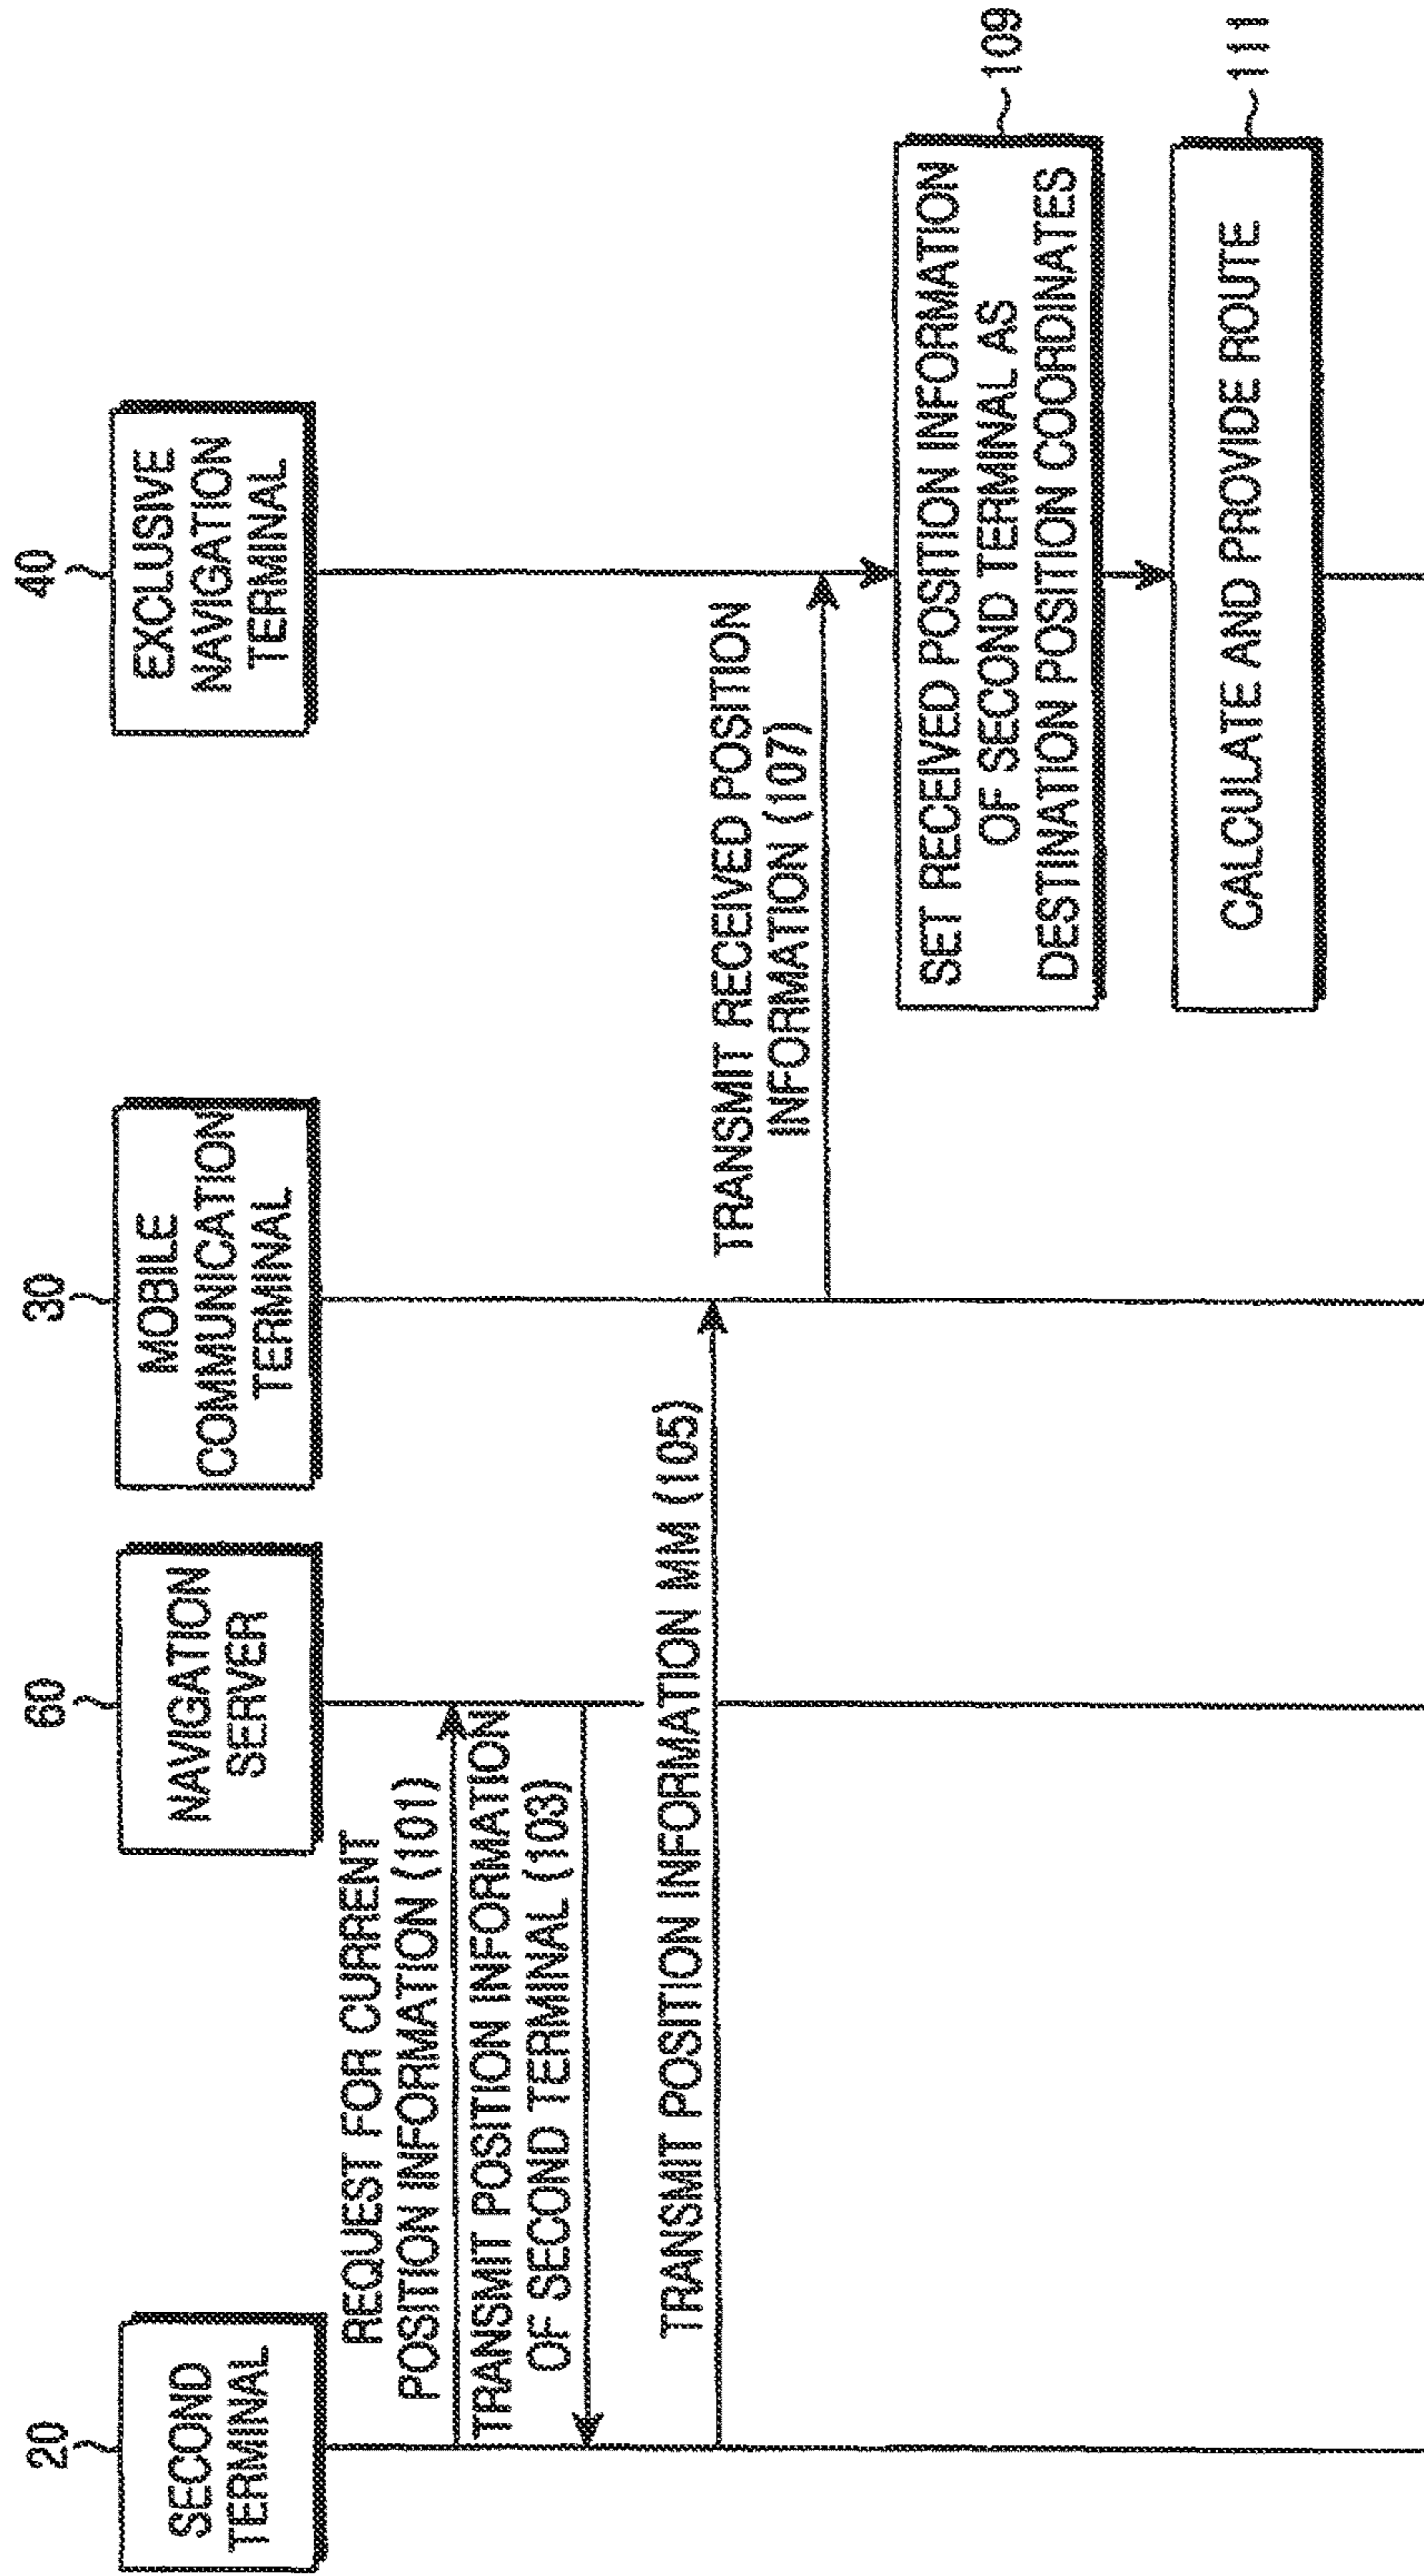 20
SECOND
TERMINAL
60
NAVIGATION
SERVER
30
MOBILE
COMMUNICATION
TERMINAL
40
EXCLUSIVE
NAVIGATION
TERMINAL
REQUEST FOR CURRENT
POSITION INFORMATION (101)
TRANSMIT POSITION INFORMATION
OF SECOND TERMINAL (103)
TRANSMIT POSITION INFORMATION MM (105)
TRANSMIT RECEIVED POSITION
INFORMATION (107)
SET RECEIVED POSITION INFORMATION
OF SECOND TERMINAL AS
DESTINATION POSITION COORDINATES
109
CALCULATE AND PROVIDE ROUTE
111